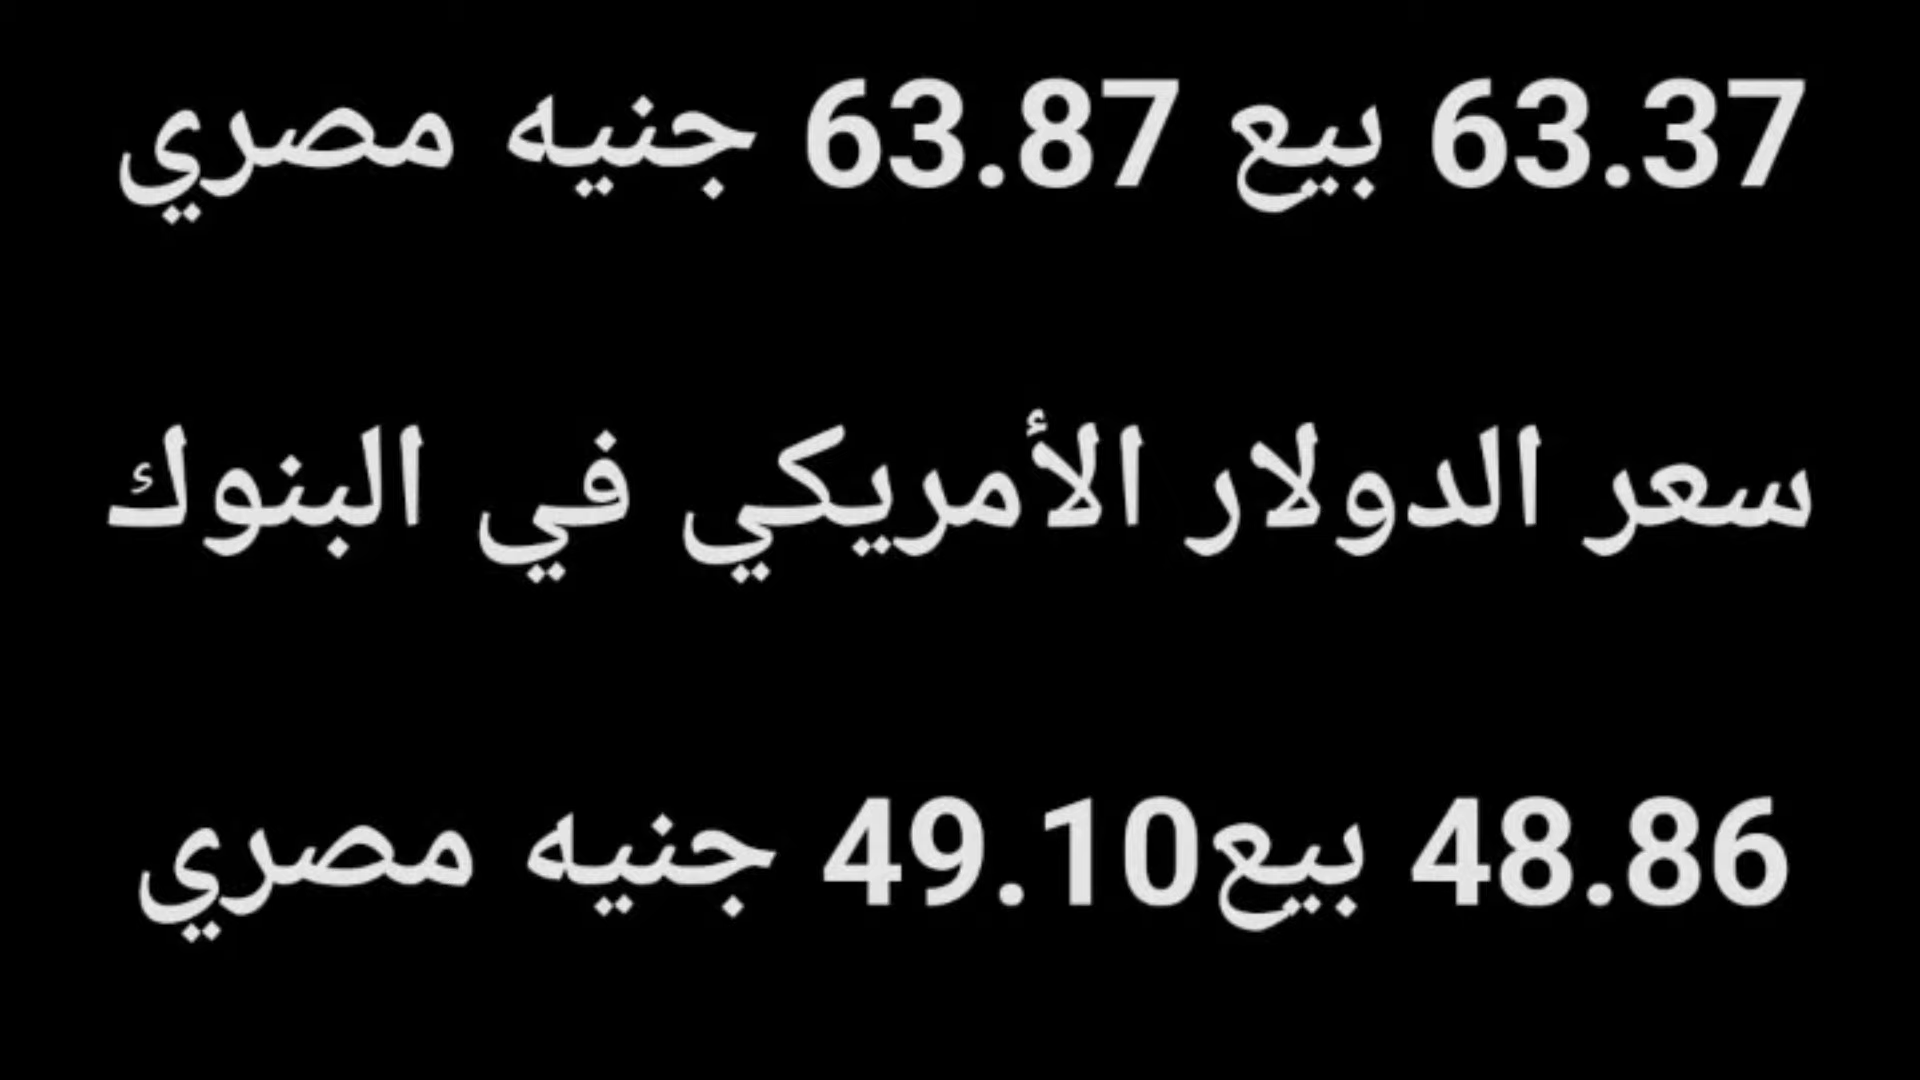 63.37 بيع 63.87 جنيه مصري
سعر الدولار الأمريكي في البنوك
48.86 بيع49.10 جنيه مصري